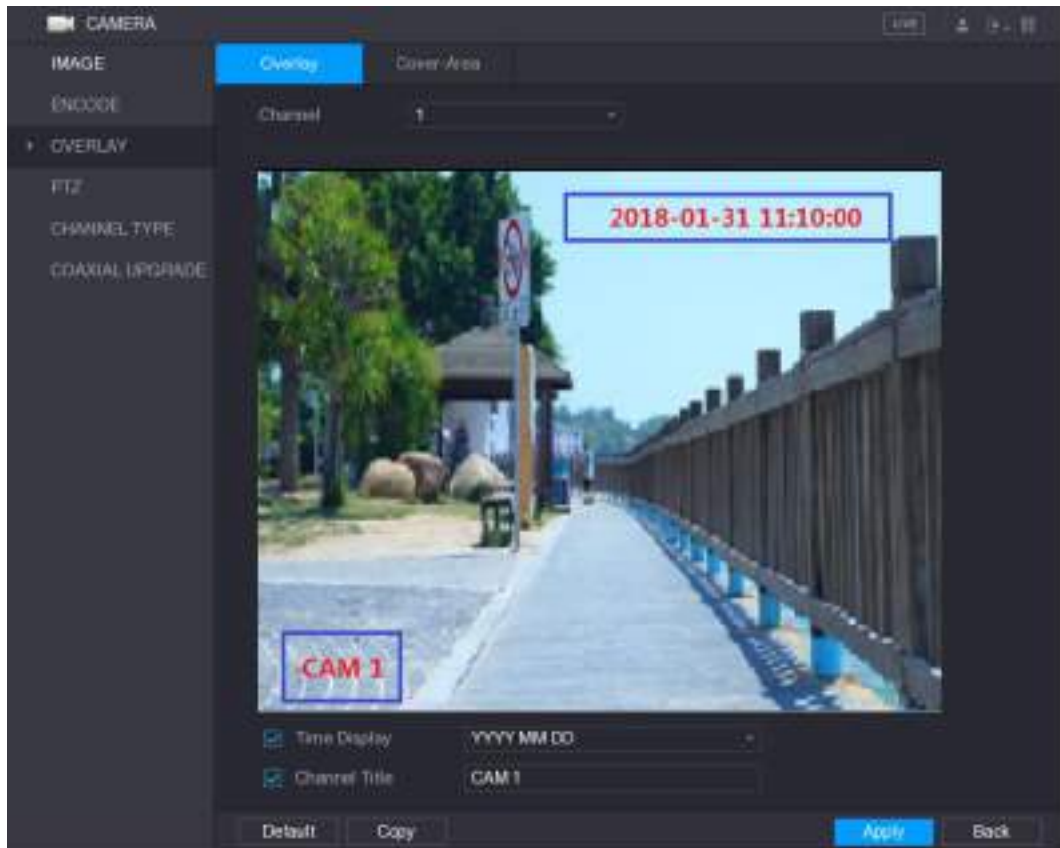 CAMERA
LIVE
IMAGE
ENCODE
OVERLAY
PTZ
CHANNEL TYPE
COAXIAL UPGRADE
Overlay
Cover-Area
Channel
1
2018-01-31 11:10:00
CAM 1
Time Display
YYYY MM DD
Channel Title
CAM 1
Default
Copy
Apply
Back